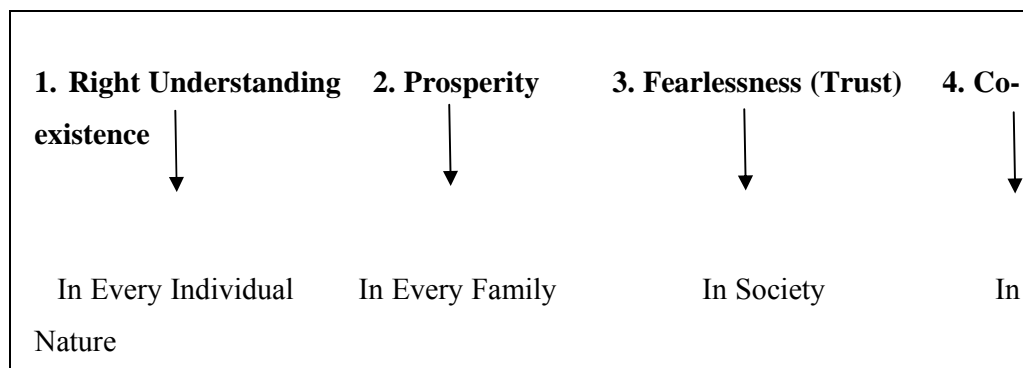 1. Right Understanding 2. Prosperity 3. Fearlessness (Trust) 4. Co-
existence
In Every Individual In Every Family In Society In
Nature